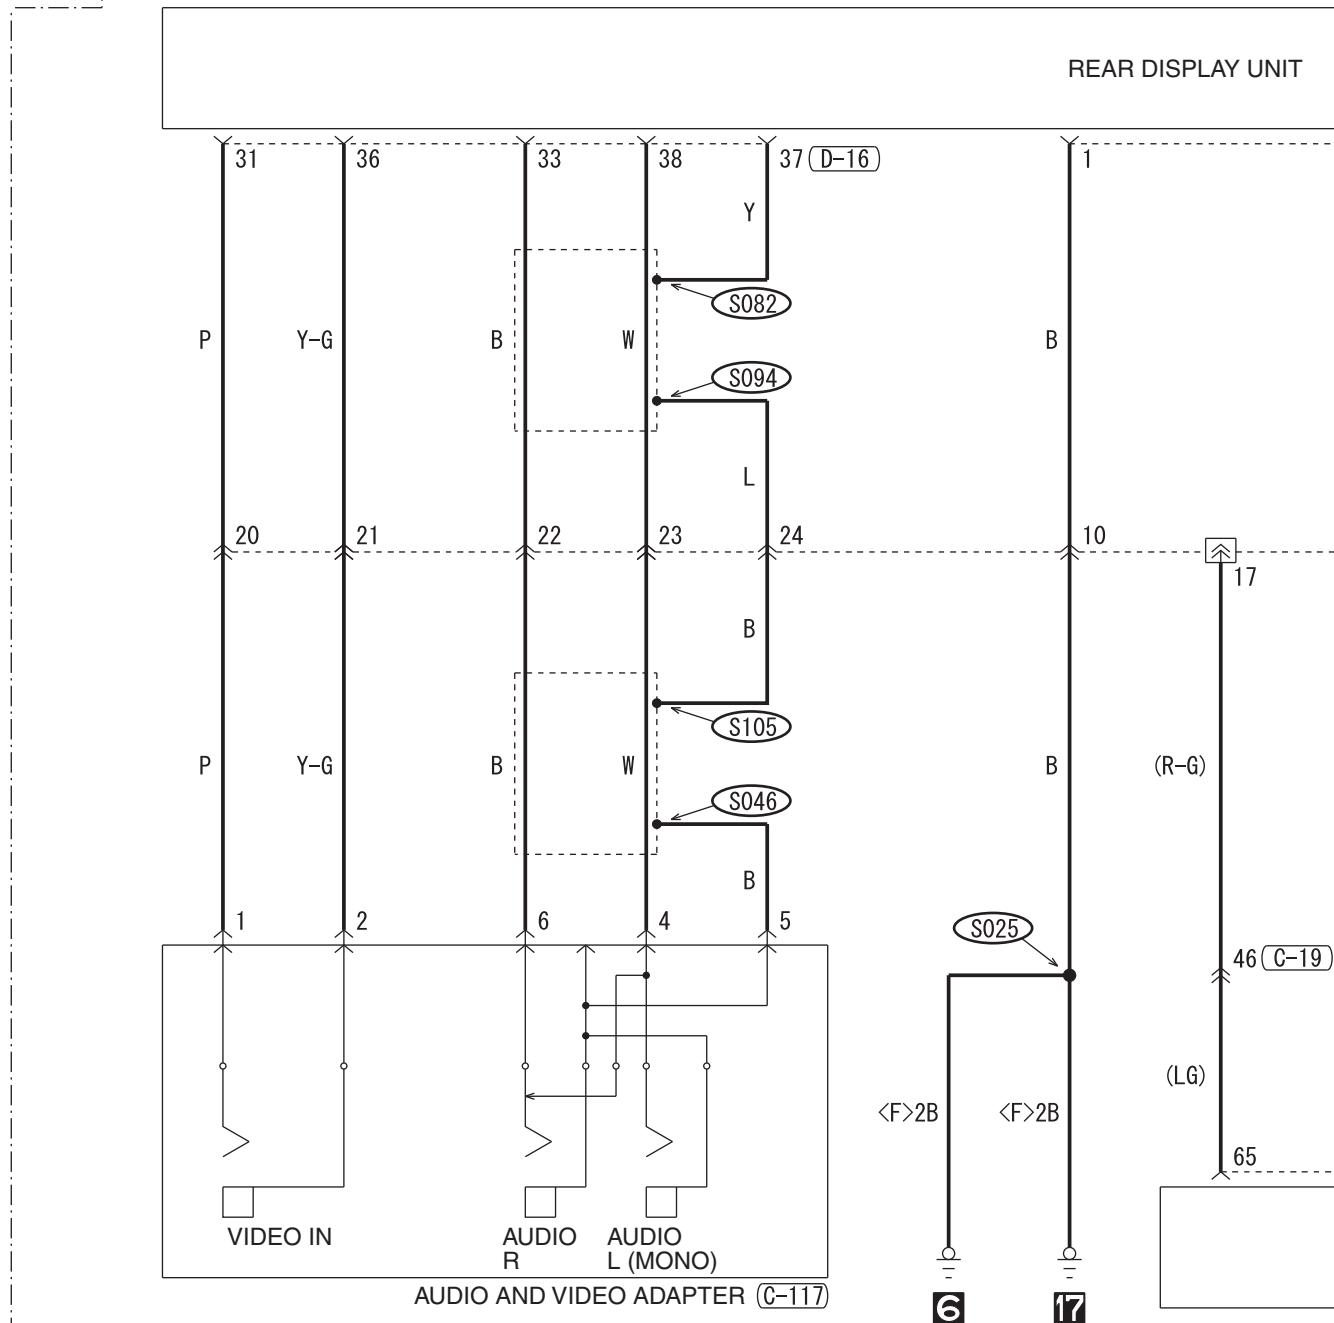 REAR DISPLAY UNIT
31 36 33 38 37 D-16 1
Y
S082
P Y-G B W B
S094
L
20 21 22 23 24 10
17
B
S105
P Y-G B W B (R-G)
S046
B
1 2 6 4 5
S025
46 C-19
(LG)
<F>2B <F>2B
65
VIDEO IN
AUDIO R
AUDIO L (MONO)
AUDIO AND VIDEO ADAPTER C-117
6 17